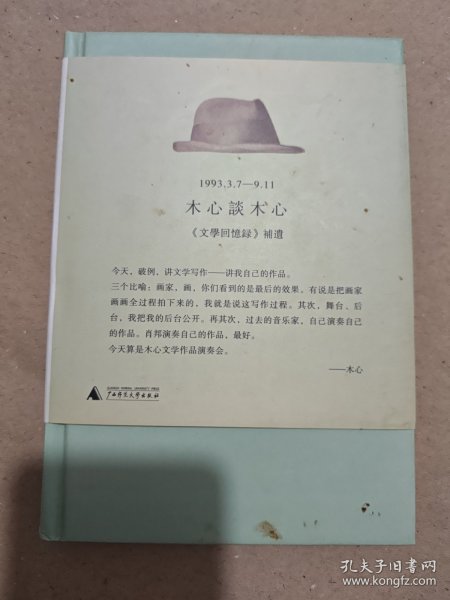 1993.3.7—9.11
木心談木心
《文學回憶録》補遺
今天，破例，讲文学写作——讲我自己的作品。
三个比喻：画家，画，你们看到的是最后的效果。有说是把画家
画画全过程拍下来的，我就是说这写作过程。其次，舞台、后
台，我把我的后台公开。再其次，过去的音乐家，自己演奏自己
的作品。肖邦演奏自己的作品，最好。
今天算是木心文学作品演奏会。
——木心
GUANGXI NORMAL UNIVERSITY PRESS
广西师范大学出版社
孔夫子旧书网
www.kongfz.com